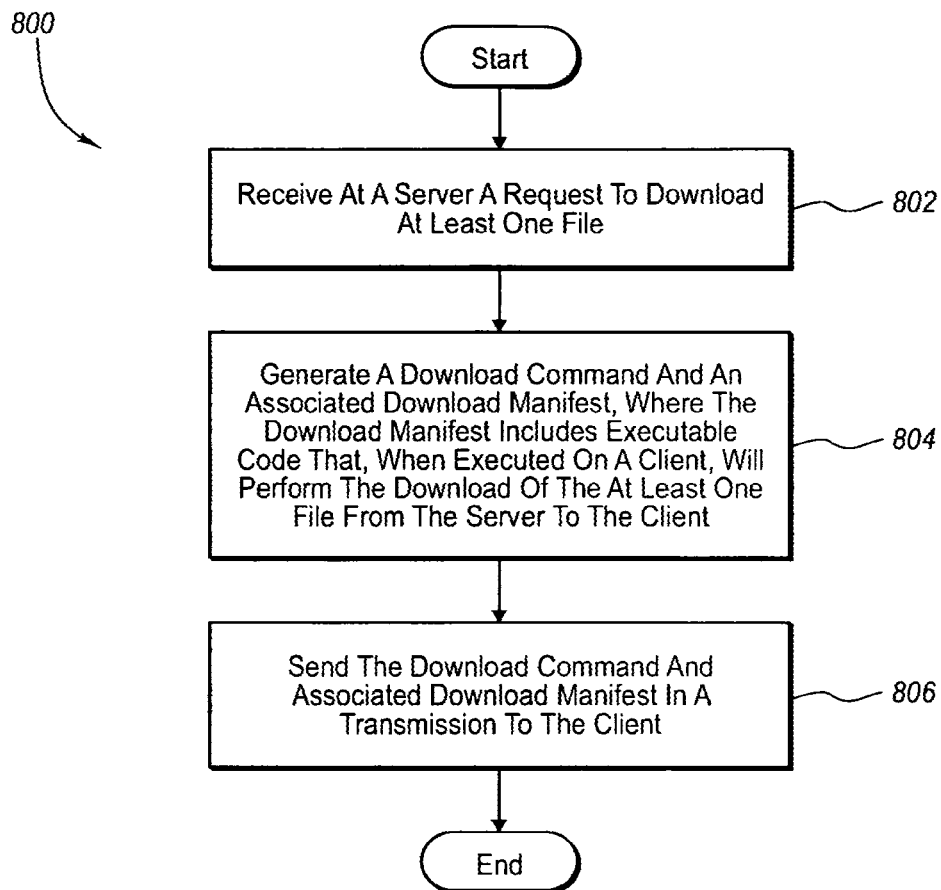 800
Start
Receive At A Server A Request To Download
At Least One File
802
Generate A Download Command And An
Associated Download Manifest, Where The
Download Manifest Includes Executable
Code That, When Executed On A Client, Will
Perform The Download Of The At Least One
File From The Server To The Client
804
Send The Download Command And
Associated Download Manifest In A
Transmission To The Client
806
End